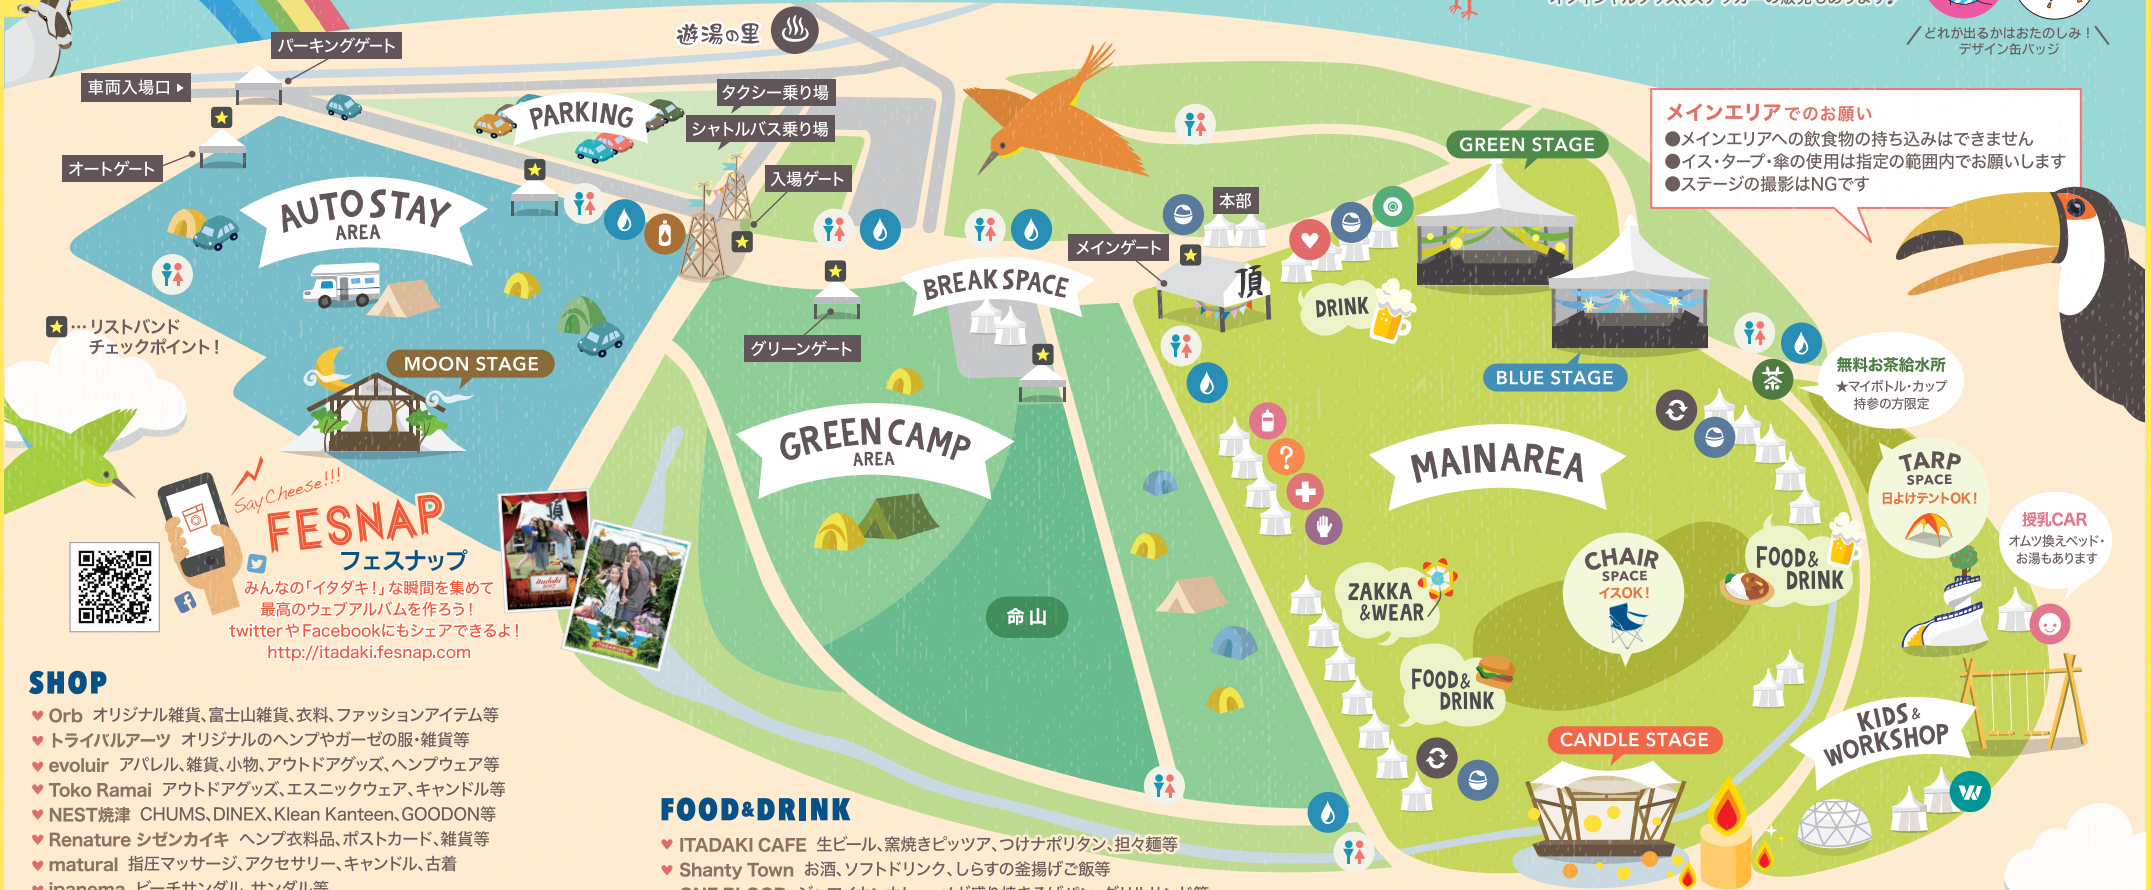 遊湯の里
パーキングゲート
車両入場口
オートゲート
PARKING
タクシー乗り場
シャトルバス乗り場
入場ゲート
AUTO STAY
AREA
…リストバンド
チェックポイント！
MOON STAGE
BREAK SPACE
グリーンゲート
GREEN CAMP
AREA
命山
本部
メインゲート
頂
DRINK
GREEN STAGE
BLUE STAGE
MAINAREA
どれが出るかはおたのしみ！
デザイン缶バッジ
メインエリアでのお願い
●メインエリアへの飲食物の持ち込みはできません
●イス・タープ・傘の使用は指定の範囲内でお願いします
●ステージの撮影はNGです
茶
無料お茶給水所
★マイボトル・カップ
持参の方限定
TARP
SPACE
日よけテントOK！
授乳CAR
オムツ換えベッド・
お湯もあります
CHAIR
SPACE
イスOK！
FOOD&
DRINK
ZAKKA
&WEAR
FOOD&
DRINK
CANDLE STAGE
KIDS &
WORKSHOP
W
?
Say Cheese!!!
FESNAP
フェスナップ
みんなの「イタダキ！」な瞬間を集めて
最高のウェブアルバムを作ろう！
twitterやFacebookにもシェアできるよ！
http://itadaki.fesnap.com
頂
itadaki
SHOP
♥ Orb オリジナル雑貨、富士山雑貨、衣料、ファッションアイテム等
♥ トライバルアーツ オリジナルのヘンプやガーゼの服・雑貨等
♥ evoluir アパレル、雑貨、小物、アウトドアグッズ、ヘンプウェア等
♥ Toko Ramai アウトドアグッズ、エスニックウェア、キャンドル等
♥ NEST焼津 CHUMS、DINEX、Klean Kanteen、GOODON等
♥ Renature シゼンカイキ ヘンプ衣料品、ポストカード、雑貨等
♥ matural 指圧マッサージ、アクセサリー、キャンドル、古着
♥ ipanema ビーチサンダル、サンダル等
FOOD&DRINK
♥ ITADAKI CAFE 生ビール、窯焼きピッツア、つけナポリタン、担々麺等
♥ Shanty Town お酒、ソフトドリンク、しらすの釜揚げご飯等